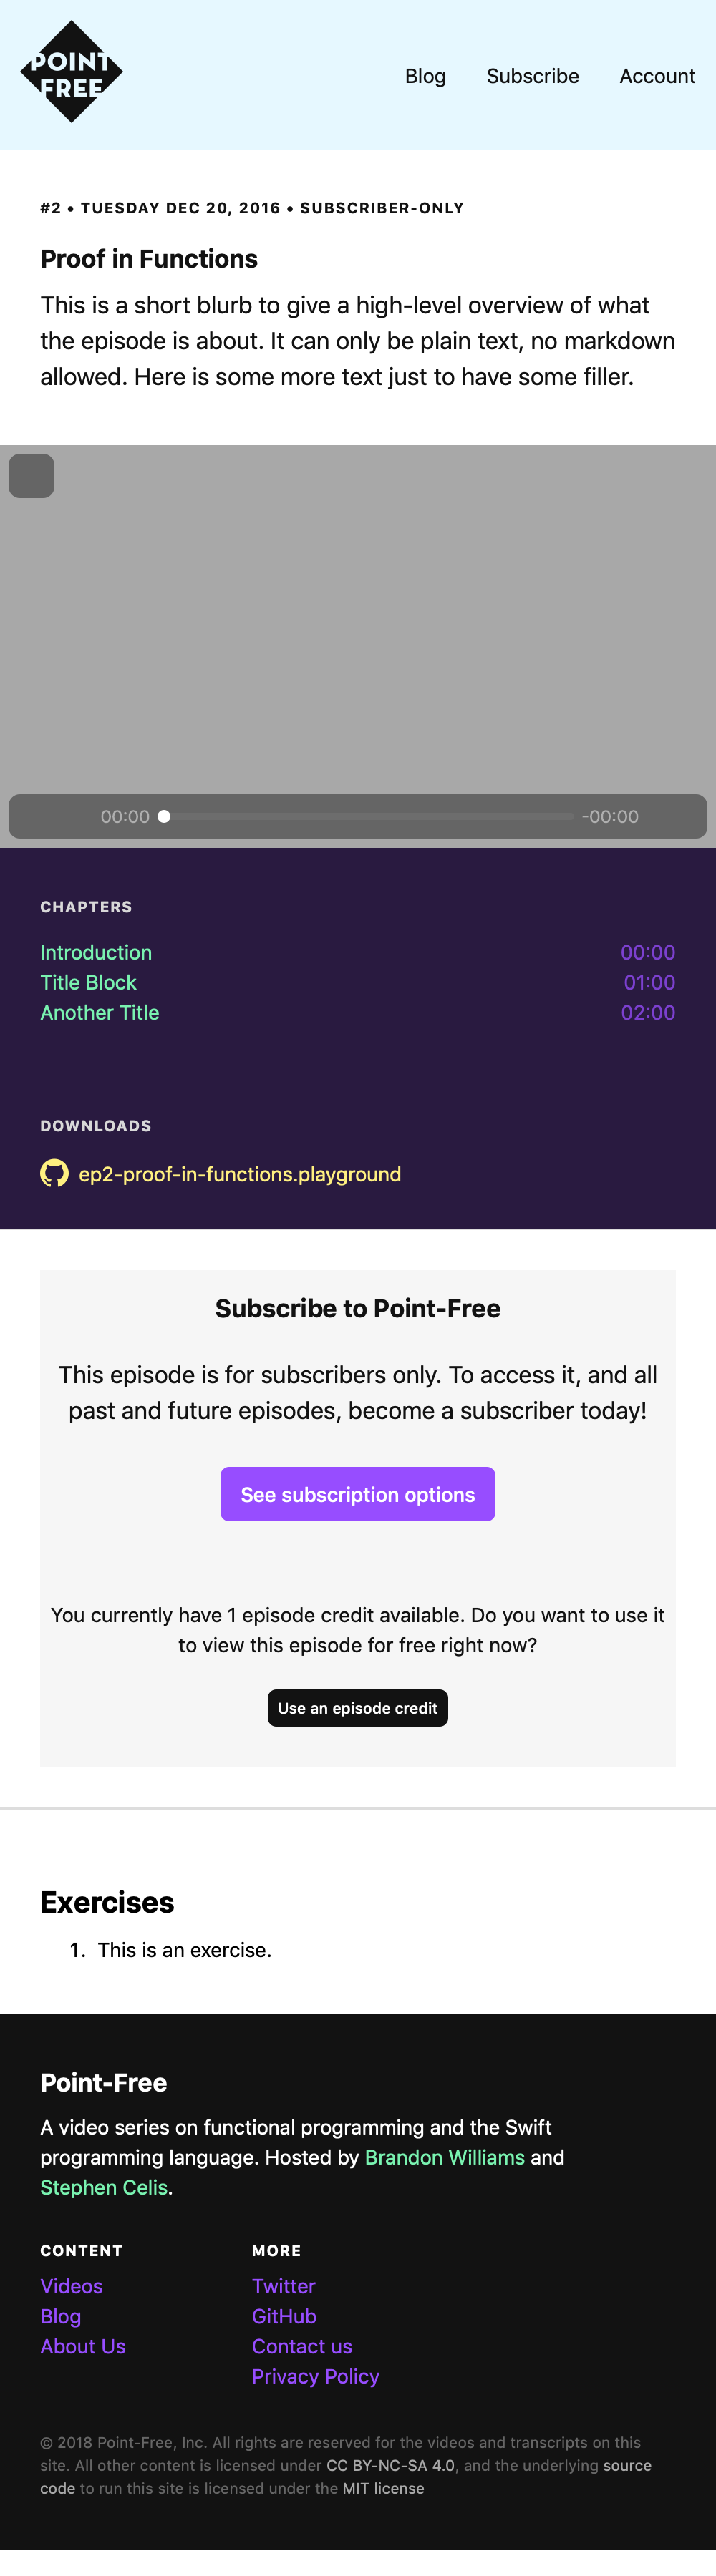 POINT
FREE
Blog Subscribe Account
#2 • TUESDAY DEC 20, 2016 • SUBSCRIBER-ONLY
Proof in Functions
This is a short blurb to give a high-level overview of what
the episode is about. It can only be plain text, no markdown
allowed. Here is some more text just to have some filler.
00:00 -00:00
CHAPTERS
Introduction 00:00
Title Block 01:00
Another Title 02:00
DOWNLOADS
ep2-proof-in-functions.playground
Subscribe to Point-Free
This episode is for subscribers only. To access it, and all
past and future episodes, become a subscriber today!
See subscription options
You currently have 1 episode credit available. Do you want to use it
to view this episode for free right now?
Use an episode credit
Exercises
1. This is an exercise.
Point-Free
A video series on functional programming and the Swift
programming language. Hosted by Brandon Williams and
Stephen Celis.
CONTENT MORE
Videos Twitter
Blog GitHub
About Us Contact us
Privacy Policy
© 2018 Point-Free, Inc. All rights are reserved for the videos and transcripts on this
site. All other content is licensed under CC BY-NC-SA 4.0, and the underlying source
code to run this site is licensed under the MIT license